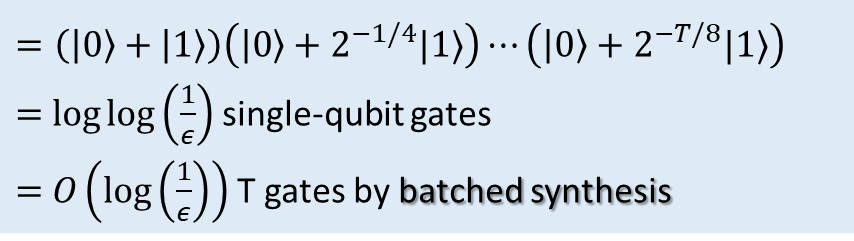 = (|0⟩ + |1⟩)(|0⟩ + 2^{-1/4}|1⟩) ⋯ (|0⟩ + 2^{-T/8}|1⟩)
= log log (1/ϵ) single-qubit gates
= O (log (1/ϵ)) T gates by batched synthesis